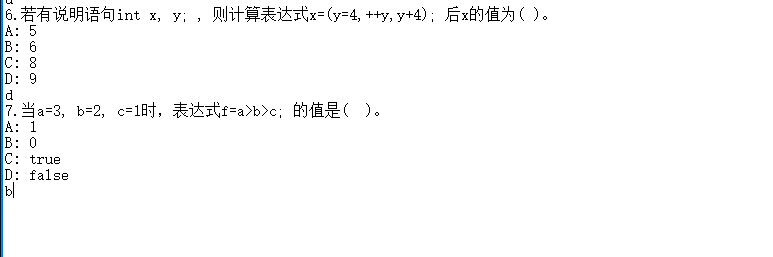 6.若有说明语句int x, y; , 则计算表达式x=(y=4,++y,y+4); 后x的值为( )。
A: 5
B: 6
C: 8
D: 9
d
7.当a=3, b=2, c=1时，表达式f=a>b>c; 的值是(  )。
A: 1
B: 0
C: true
D: false
b